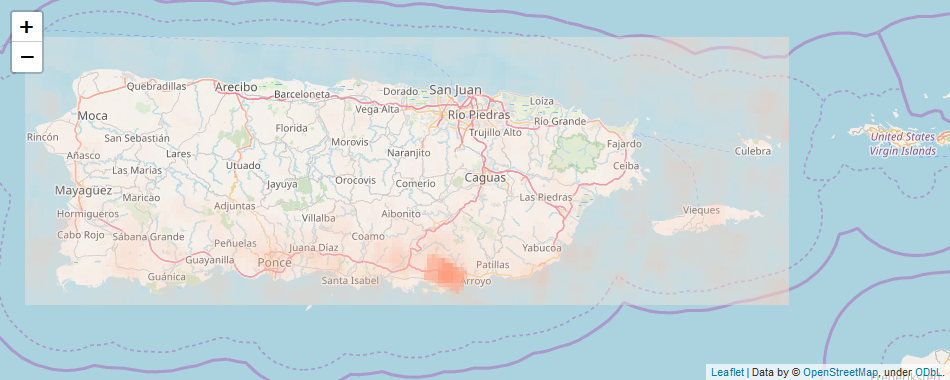 +
−
Quebradillas
Arecibo
Barceloneta
Dorado
San Juan
Vega Alta
Loíza
Moca
Río Piedras
Río Grande
Florida
Trujillo Alto
Rincón
San Sebastián
Morovis
Fajardo
United States
Virgin Islands
Añasco
Lares
Naranjito
Culebra
Las Marías
Utuado
Ceiba
Mayagüez
Jayuya
Orocovis
Comerío
Caguas
Maricao
Las Piedras
Hormigueros
Adjuntas
Villalba
Aibonito
Vieques
Cabo Rojo
Sábana Grande
Peñuelas
Juana Díaz
Coamo
Yabucoa
Guayanilla
Ponce
Patillas
Guánica
Santa Isabel
Arroyo
Leaflet | Data by © OpenStreetMap, under ODbL.